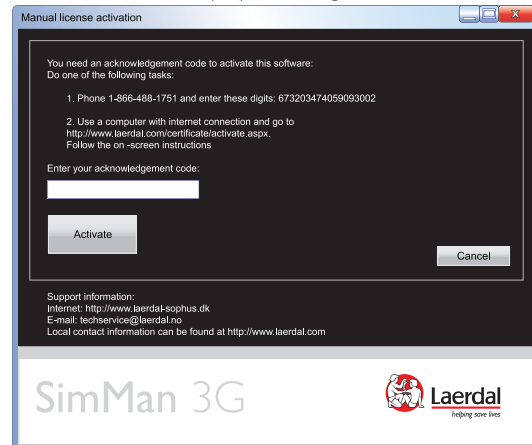 Manual license activation
You need an acknowledgement code to activate this software:
Do one of the following tasks:
1. Phone 1-866-488-1751 and enter these digits: 673203474059093002
2. Use a computer with internet connection and go to
http://www.laerdal.com/certificate/activate.aspx.
Follow the on -screen instructions
Enter your acknowledgement code:
Activate
Cancel
Support information:
Internet: http://www.laerdal-sophus.dk
E-mail: techservice@laerdal.no
Local contact information can be found at http://www.laerdal.com
SimMan 3G
Laerdal
helping save lives